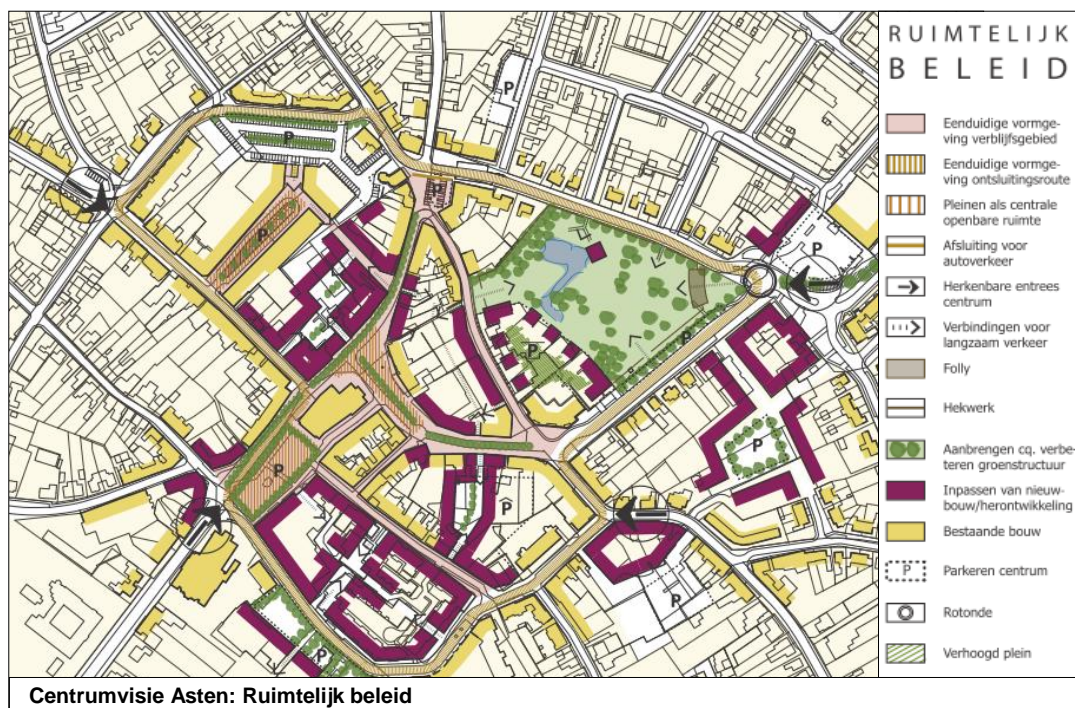 RUIMTELIJK
BELEID
Eenduidige vormge-
ving verblijfsgebied
Eenduidige vormge-
ving ontsluitingsroute
Pleinen als centrale
openbare ruimte
Afsluiting voor
autoverkeer
Herkenbare entrees
centrum
Verbindingen voor
langzaam verkeer
Folly
Hekwerk
Aanbrengen cq. verbe-
teren groenstructuur
Inpassen van nieuw-
bouw/herontwikkeling
Bestaande bouw
P
Parkeren centrum
Rotonde
Verhoogd plein
P
P
P
P
P
P
P
P
P
P
P
Centrumvisie Asten: Ruimtelijk beleid